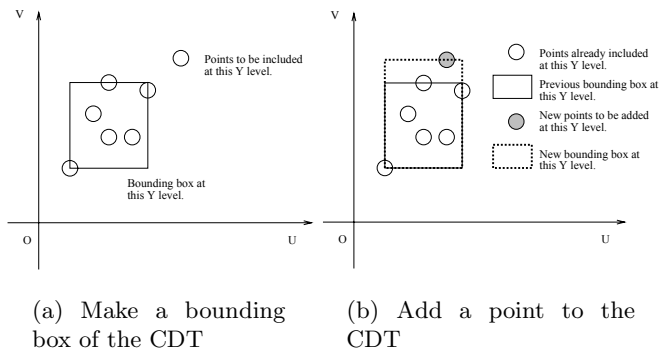 V
Points to be included
at this Y level.
Bounding box at
this Y level.
O
U
(a) Make a bounding
box of the CDT
V
Points already included
at this Y level.
Previous bounding box at
this Y level.
New points to be added
at this Y level.
New bounding box at
this Y level.
O
U
(b) Add a point to the
CDT